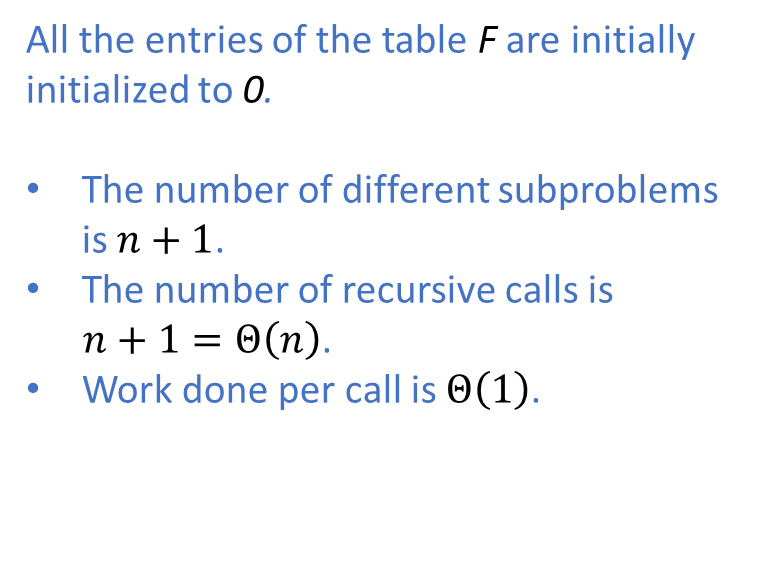 All the entries of the table F are initially
initialized to 0.
• The number of different subproblems
is n + 1.
• The number of recursive calls is
n + 1 = Θ(n).
• Work done per call is Θ(1).